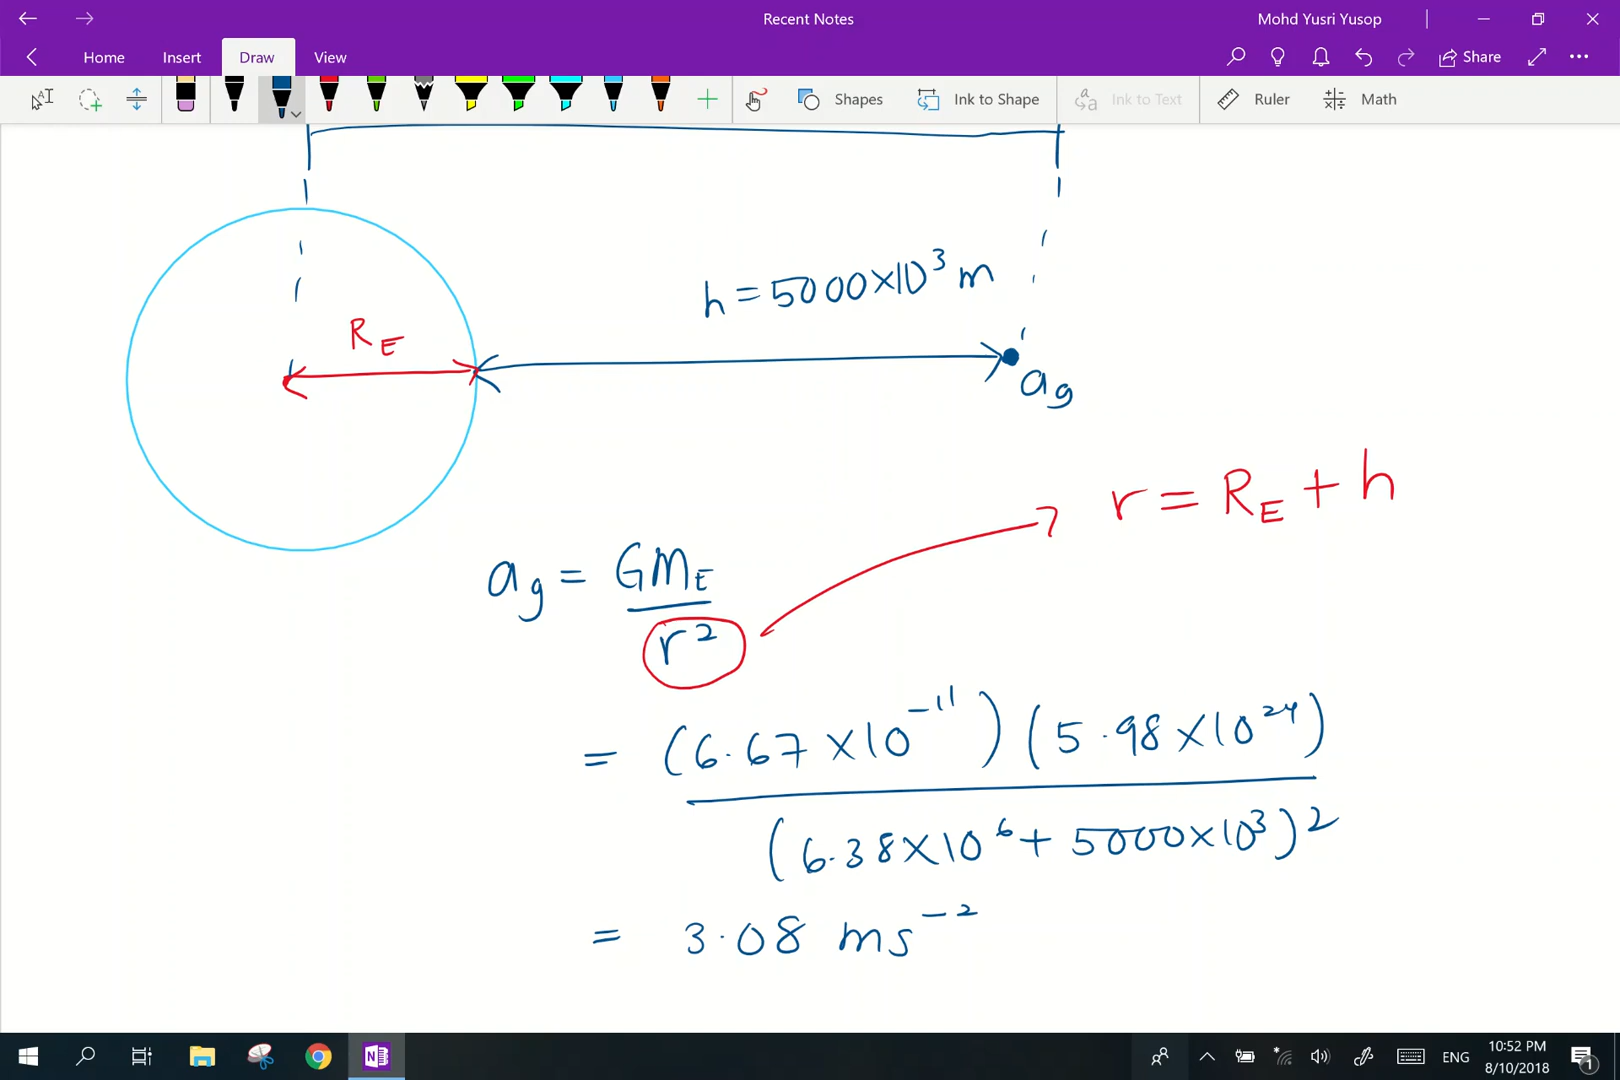 Recent Notes
Mohd Yusri Yusop
Home Insert Draw View
Share
Shapes
Ink to Shape
Ink to Text
Ruler
Math
h = 5000×10³ m
R_E
a_g
r = R_E + h
a_g = GM_E
r²
= (6.67 ×10⁻¹¹) (5.98 ×10²⁴)
(6.38×10⁶ + 5000×10³)²
= 3.08 ms⁻²
ENG
10:52 PM
8/10/2018
1